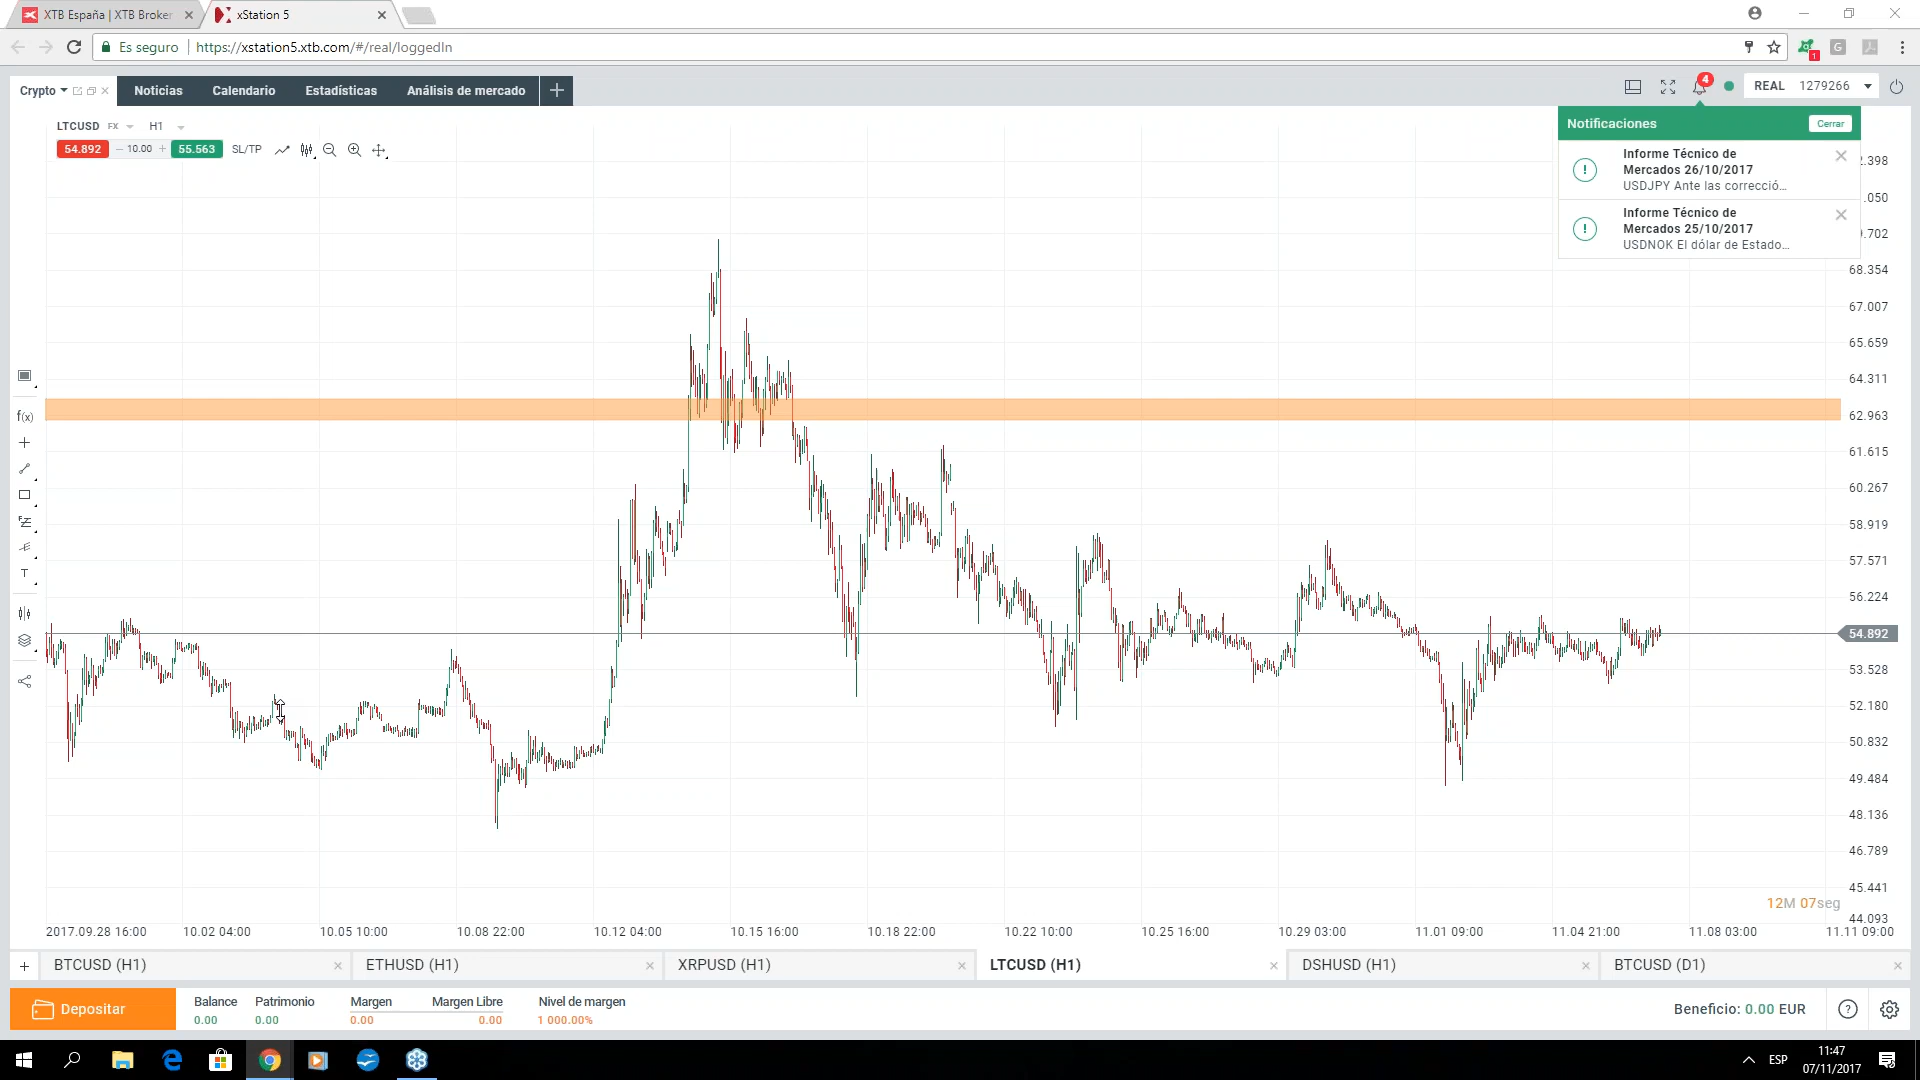 XTB España | XTB Broker
xStation 5
Es seguro
https://xstation5.xtb.com/#/real/loggedIn
1
G
Crypto
Noticias
Calendario
Estadísticas
Análisis de mercado
4
REAL 1279266
LTCUSD FX H1
54.892
10.00
55.563
SL/TP
Notificaciones
Cerrar
Informe Técnico de
Mercados 26/10/2017
USDJPY Ante las correcció...
Informe Técnico de
Mercados 25/10/2017
USDNOK El dólar de Estado...
2.398
.050
.702
68.354
67.007
65.659
64.311
62.963
61.615
60.267
58.919
57.571
56.224
54.892
53.528
52.180
50.832
49.484
48.136
46.789
45.441
44.093
f(x)
T
12M 07seg
2017.09.28 16:00
10.02 04:00
10.05 10:00
10.08 22:00
10.12 04:00
10.15 16:00
10.18 22:00
10.22 10:00
10.25 16:00
10.29 03:00
11.01 09:00
11.04 21:00
11.08 03:00
11.11 09:00
BTCUSD (H1)
ETHUSD (H1)
XRPUSD (H1)
LTCUSD (H1)
DSHUSD (H1)
BTCUSD (D1)
Depositar
Balance
Patrimonio
Margen
Margen Libre
Nivel de margen
0.00
0.00
0.00
0.00
1 000.00%
Beneficio: 0.00 EUR
ESP
11:47
07/11/2017